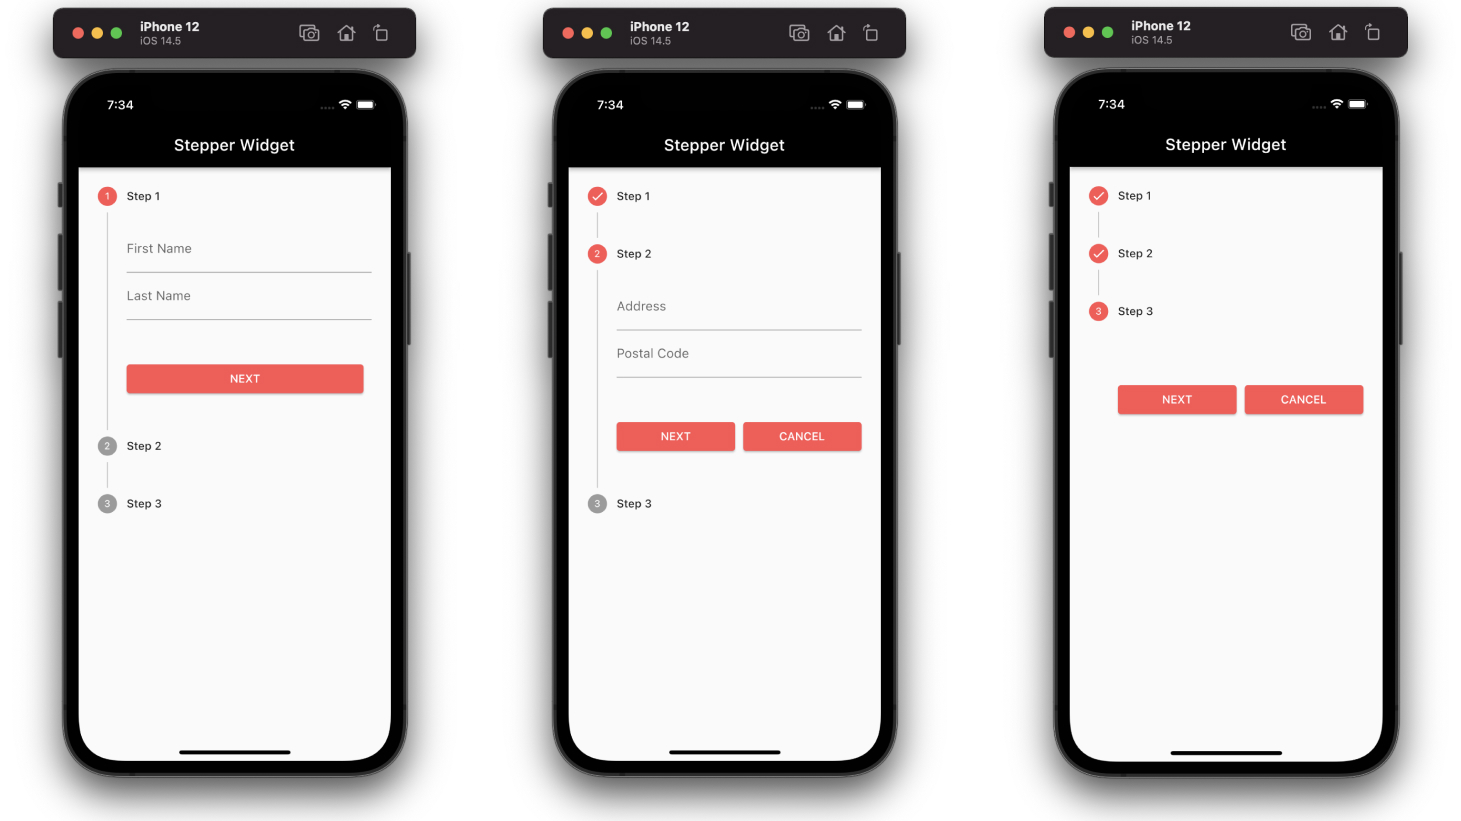 iPhone 12
iOS 14.5
7:34
Stepper Widget
1 Step 1
First Name
Last Name
NEXT
2 Step 2
3 Step 3
iPhone 12
iOS 14.5
7:34
Stepper Widget
Step 1
2 Step 2
Address
Postal Code
NEXT CANCEL
3 Step 3
iPhone 12
iOS 14.5
7:34
Stepper Widget
Step 1
Step 2
3 Step 3
NEXT CANCEL